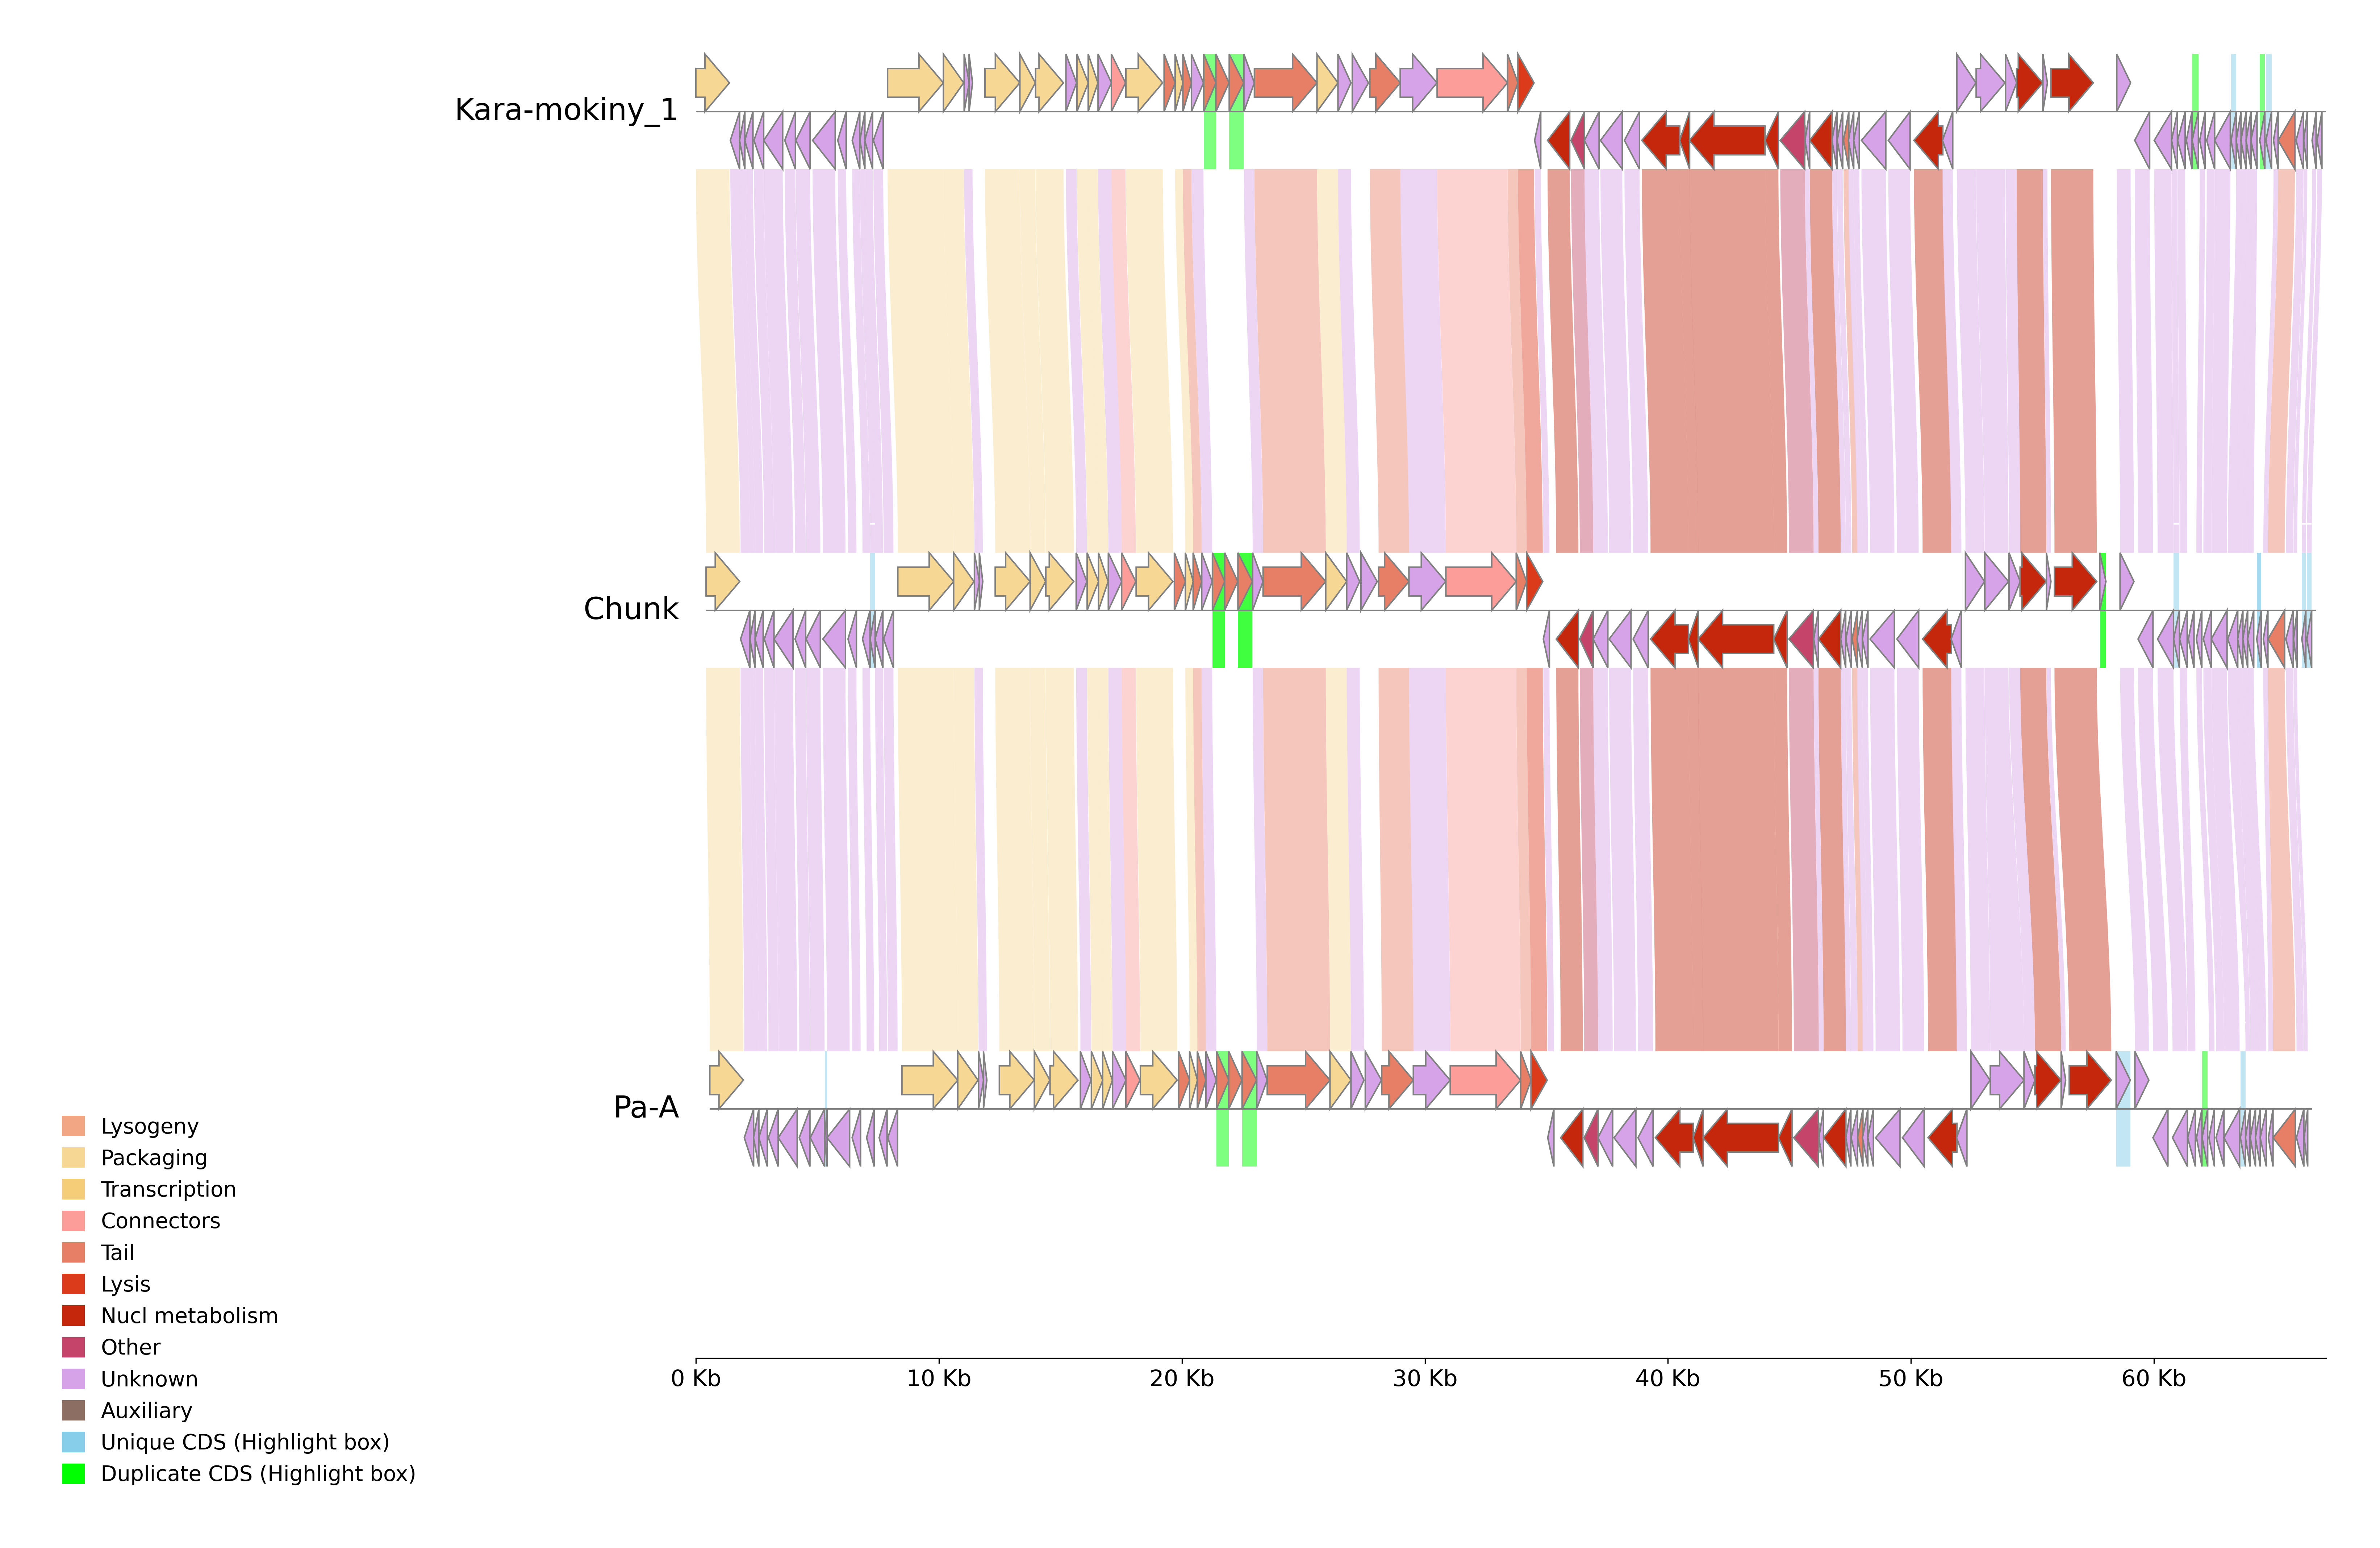 Kara-mokiny_1
Chunk
Pa-A
Lysogeny
Packaging
Transcription
Connectors
Tail
Lysis
Nucl metabolism
Other
Unknown
Auxiliary
Unique CDS (Highlight box)
Duplicate CDS (Highlight box)
0 Kb 10 Kb 20 Kb 30 Kb 40 Kb 50 Kb 60 Kb